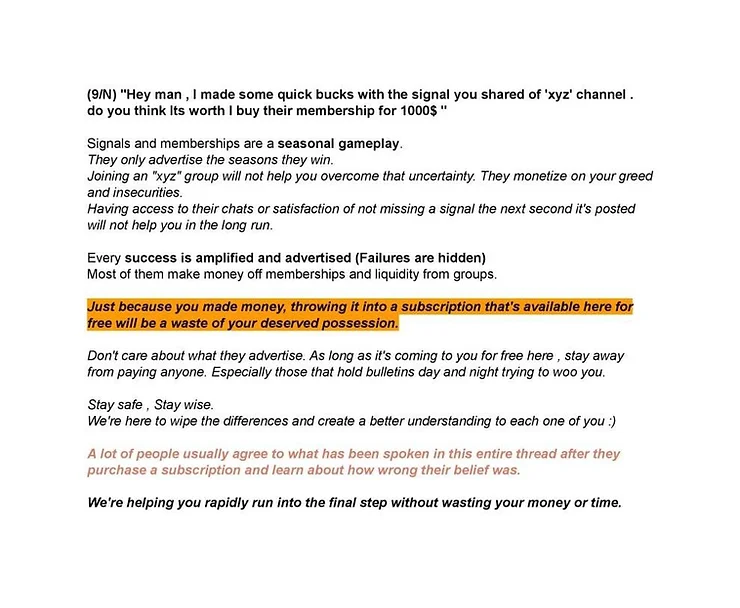 (9/N) "Hey man , I made some quick bucks with the signal you shared of 'xyz' channel .
do you think Its worth I buy their membership for 1000$ "
Signals and memberships are a seasonal gameplay.
They only advertise the seasons they win.
Joining an "xyz" group will not help you overcome that uncertainty. They monetize on your greed
and insecurities.
Having access to their chats or satisfaction of not missing a signal the next second it's posted
will not help you in the long run.
Every success is amplified and advertised (Failures are hidden)
Most of them make money off memberships and liquidity from groups.
Just because you made money, throwing it into a subscription that's available here for
free will be a waste of your deserved possession.
Don't care about what they advertise. As long as it's coming to you for free here , stay away
from paying anyone. Especially those that hold bulletins day and night trying to woo you.
Stay safe , Stay wise.
We're here to wipe the differences and create a better understanding to each one of you :)
A lot of people usually agree to what has been spoken in this entire thread after they
purchase a subscription and learn about how wrong their belief was.
We're helping you rapidly run into the final step without wasting your money or time.